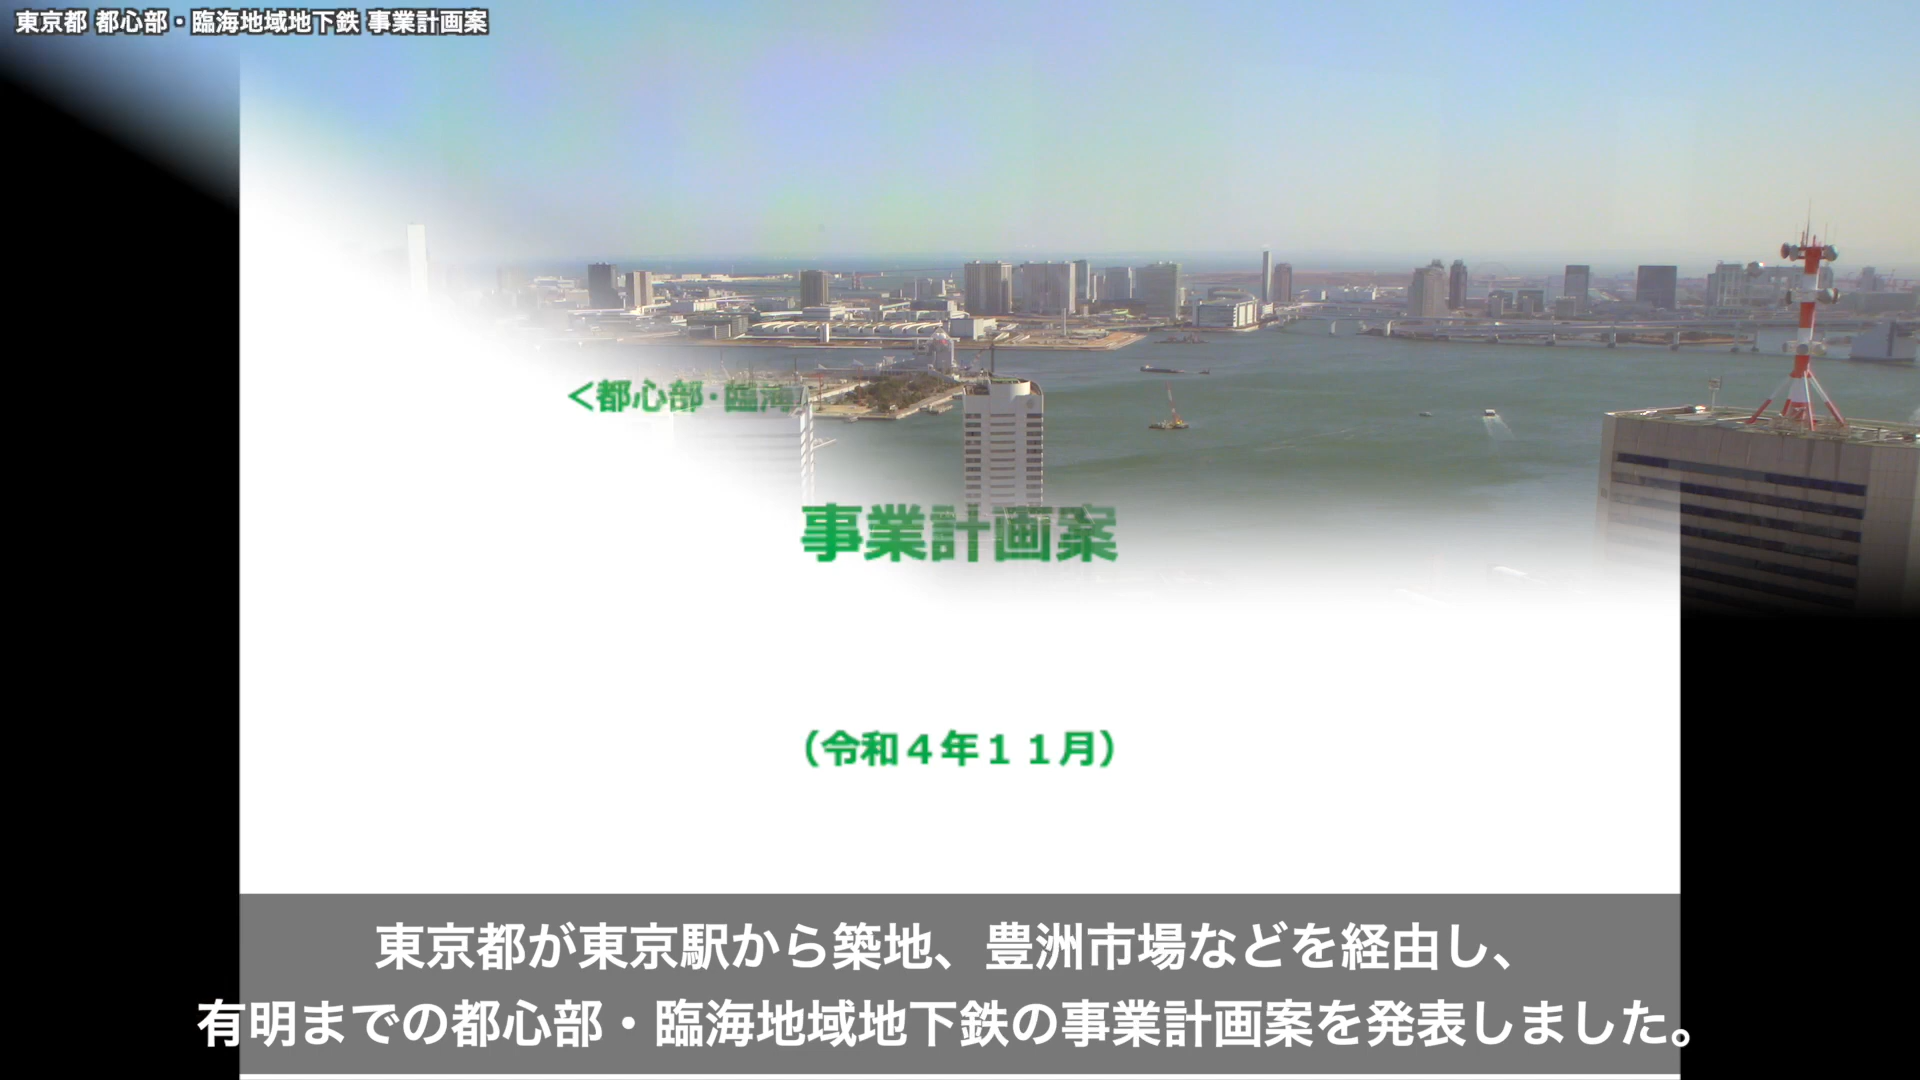 東京都 都心部・臨海地域地下鉄 事業計画案
＜都心部・臨海
事業計画案
（令和４年１１月）
東京都が東京駅から築地、豊洲市場などを経由し、
有明までの都心部・臨海地域地下鉄の事業計画案を発表しました。